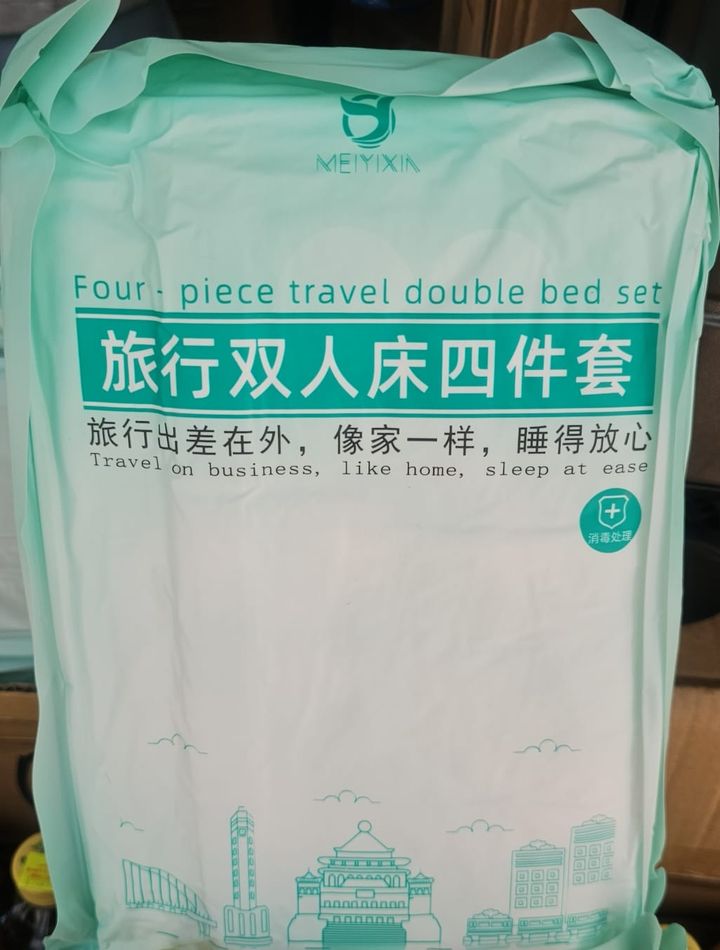 MEIYIXIA
Four - piece travel double bed set
旅行双人床四件套
旅行出差在外，像家一样，睡得放心
Travel on business, like home, sleep at ease
消毒处理